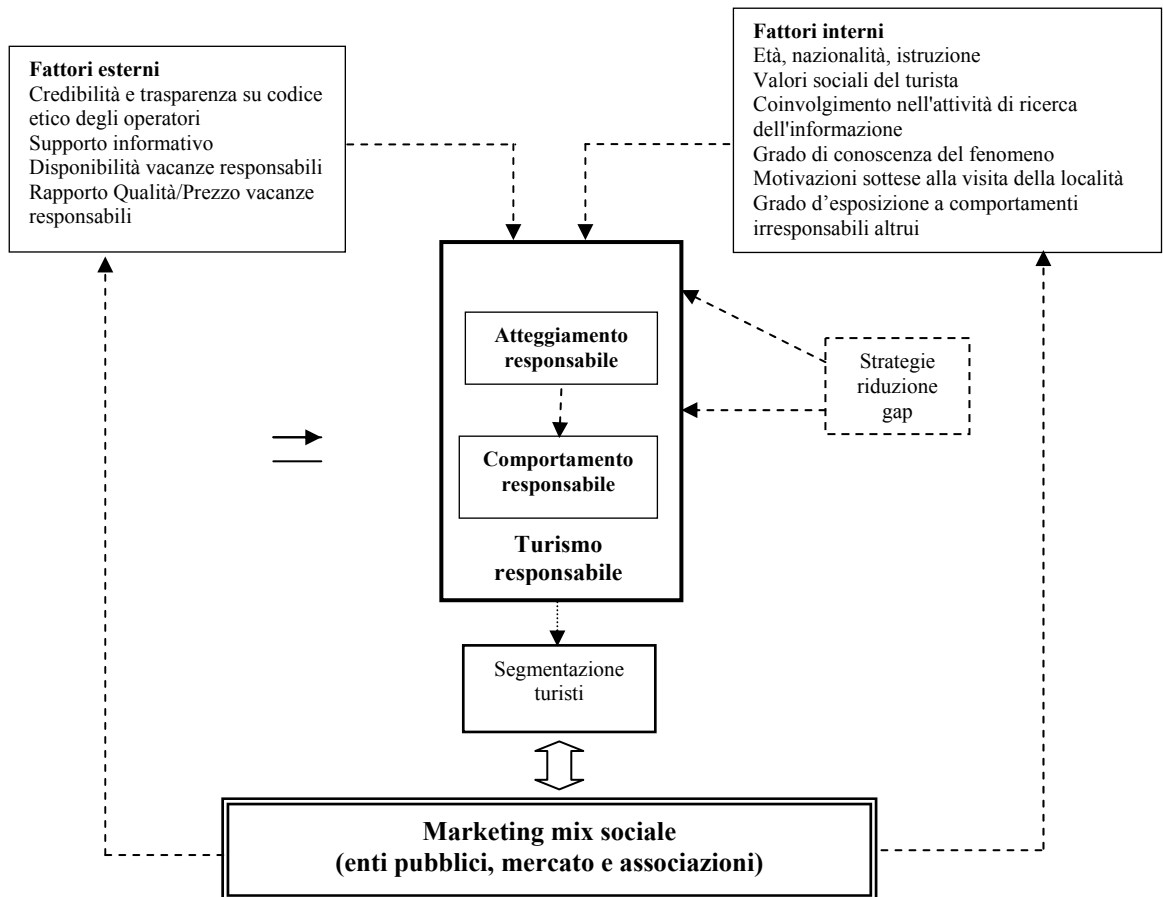 Fattori esterni
Credibilità e trasparenza su codice
etico degli operatori
Supporto informativo
Disponibilità vacanze responsabili
Rapporto Qualità/Prezzo vacanze
responsabili
Fattori interni
Età, nazionalità, istruzione
Valori sociali del turista
Coinvolgimento nell'attività di ricerca
dell'informazione
Grado di conoscenza del fenomeno
Motivazioni sottese alla visita della località
Grado d’esposizione a comportamenti
irresponsabili altrui
Atteggiamento
responsabile
Strategie
riduzione
gap
Comportamento
responsabile
Turismo
responsabile
Segmentazione
turisti
Marketing mix sociale
(enti pubblici, mercato e associazioni)